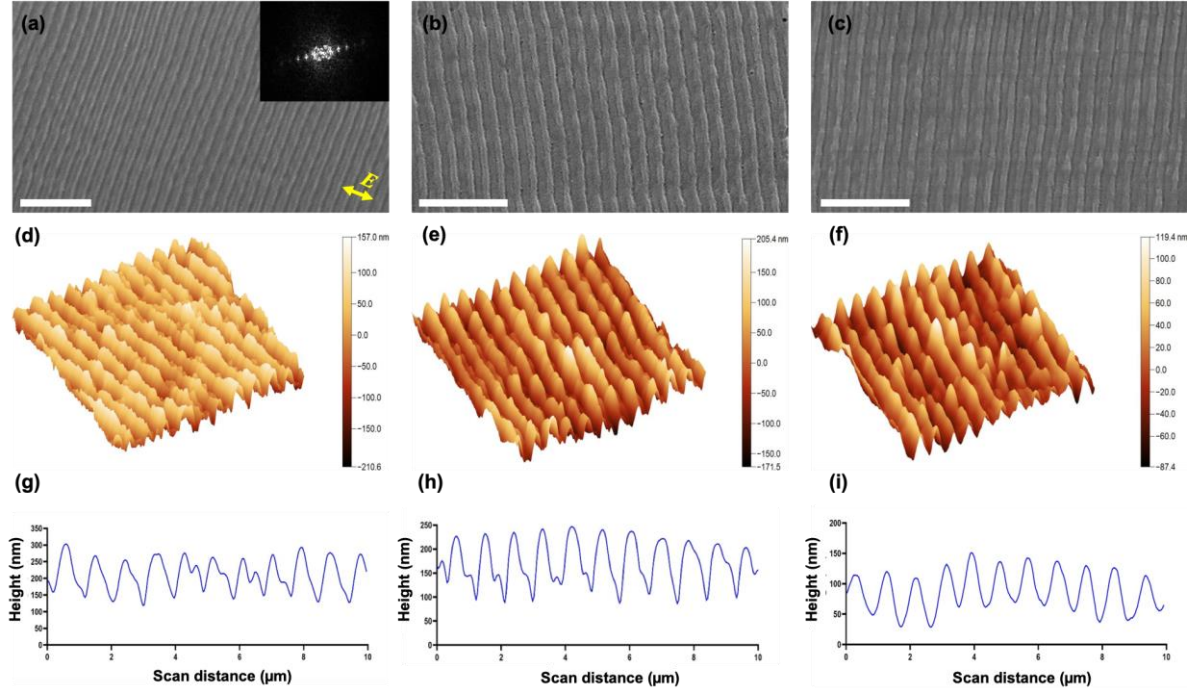 (a)
E
(b)
(c)
(d)
157.0 nm
100.0
50.0
0.0
−50.0
−100.0
−150.0
−210.6
(e)
205.4 nm
150.0
100.0
50.0
0.0
−50.0
−100.0
−150.0
−171.5
(f)
119.4 nm
100.0
80.0
60.0
40.0
20.0
0.0
−20.0
−40.0
−60.0
−87.4
(g)
Height (nm)
350
300
250
200
150
100
50
0
0 2 4 6 8 10
Scan distance (µm)
(h)
Height (nm)
250
200
150
100
50
0
0 2 4 6 8 10
Scan distance (µm)
(i)
Height (nm)
200
150
100
50
0
0 2 4 6 8 10
Scan distance (µm)